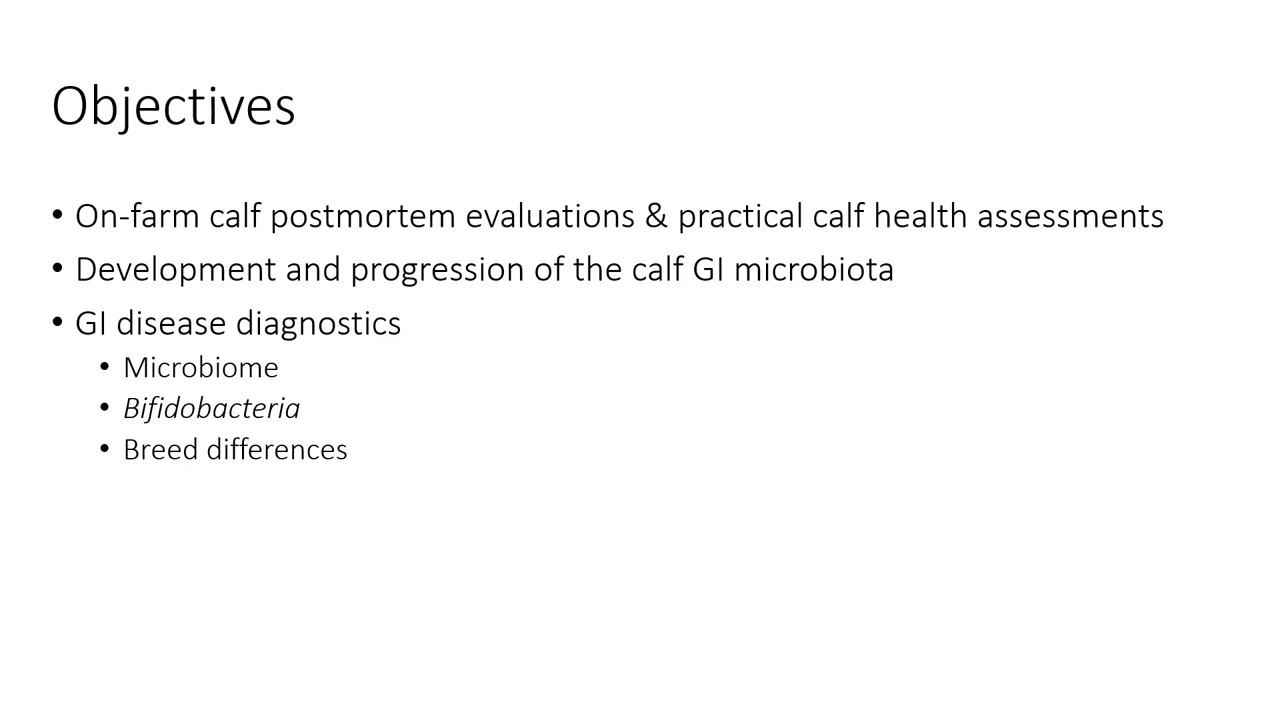 Objectives
• On-farm calf postmortem evaluations & practical calf health assessments
• Development and progression of the calf GI microbiota
• GI disease diagnostics
• Microbiome
• Bifidobacteria
• Breed differences